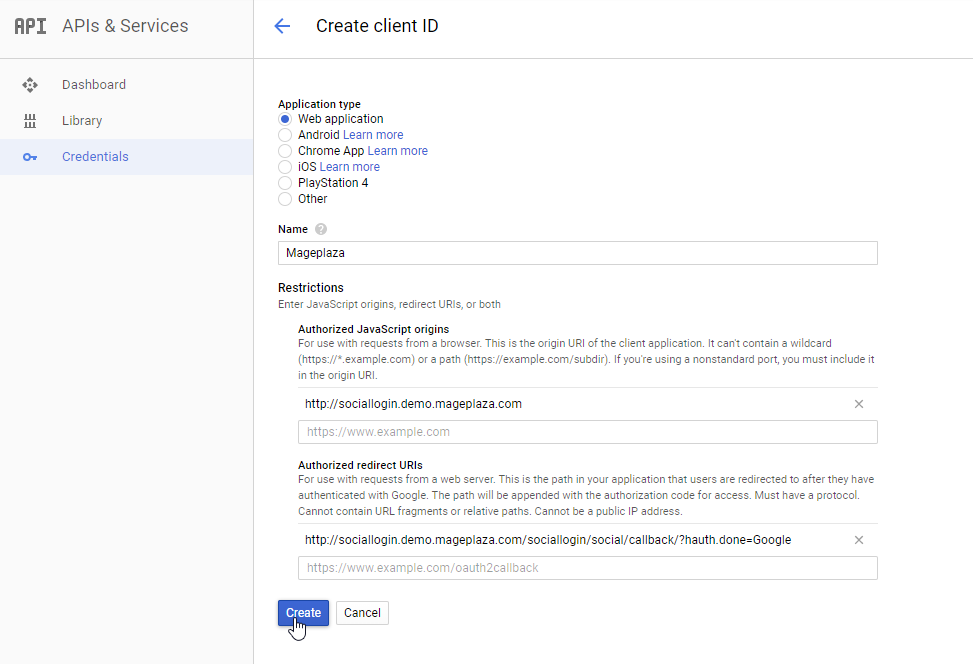 API APIs & Services
Create client ID
Dashboard
Library
Credentials
Application type
Web application
Android Learn more
Chrome App Learn more
iOS Learn more
PlayStation 4
Other
Name ?
Mageplaza
Restrictions
Enter JavaScript origins, redirect URIs, or both
Authorized JavaScript origins
For use with requests from a browser. This is the origin URI of the client application. It can't contain a wildcard
(https://*.example.com) or a path (https://example.com/subdir). If you're using a nonstandard port, you must include it
in the origin URI.
http://sociallogin.demo.mageplaza.com
https://www.example.com
Authorized redirect URIs
For use with requests from a web server. This is the path in your application that users are redirected to after they have
authenticated with Google. The path will be appended with the authorization code for access. Must have a protocol.
Cannot contain URL fragments or relative paths. Cannot be a public IP address.
http://sociallogin.demo.mageplaza.com/sociallogin/social/callback/?hauth.done=Google
https://www.example.com/oauth2callback
Create Cancel